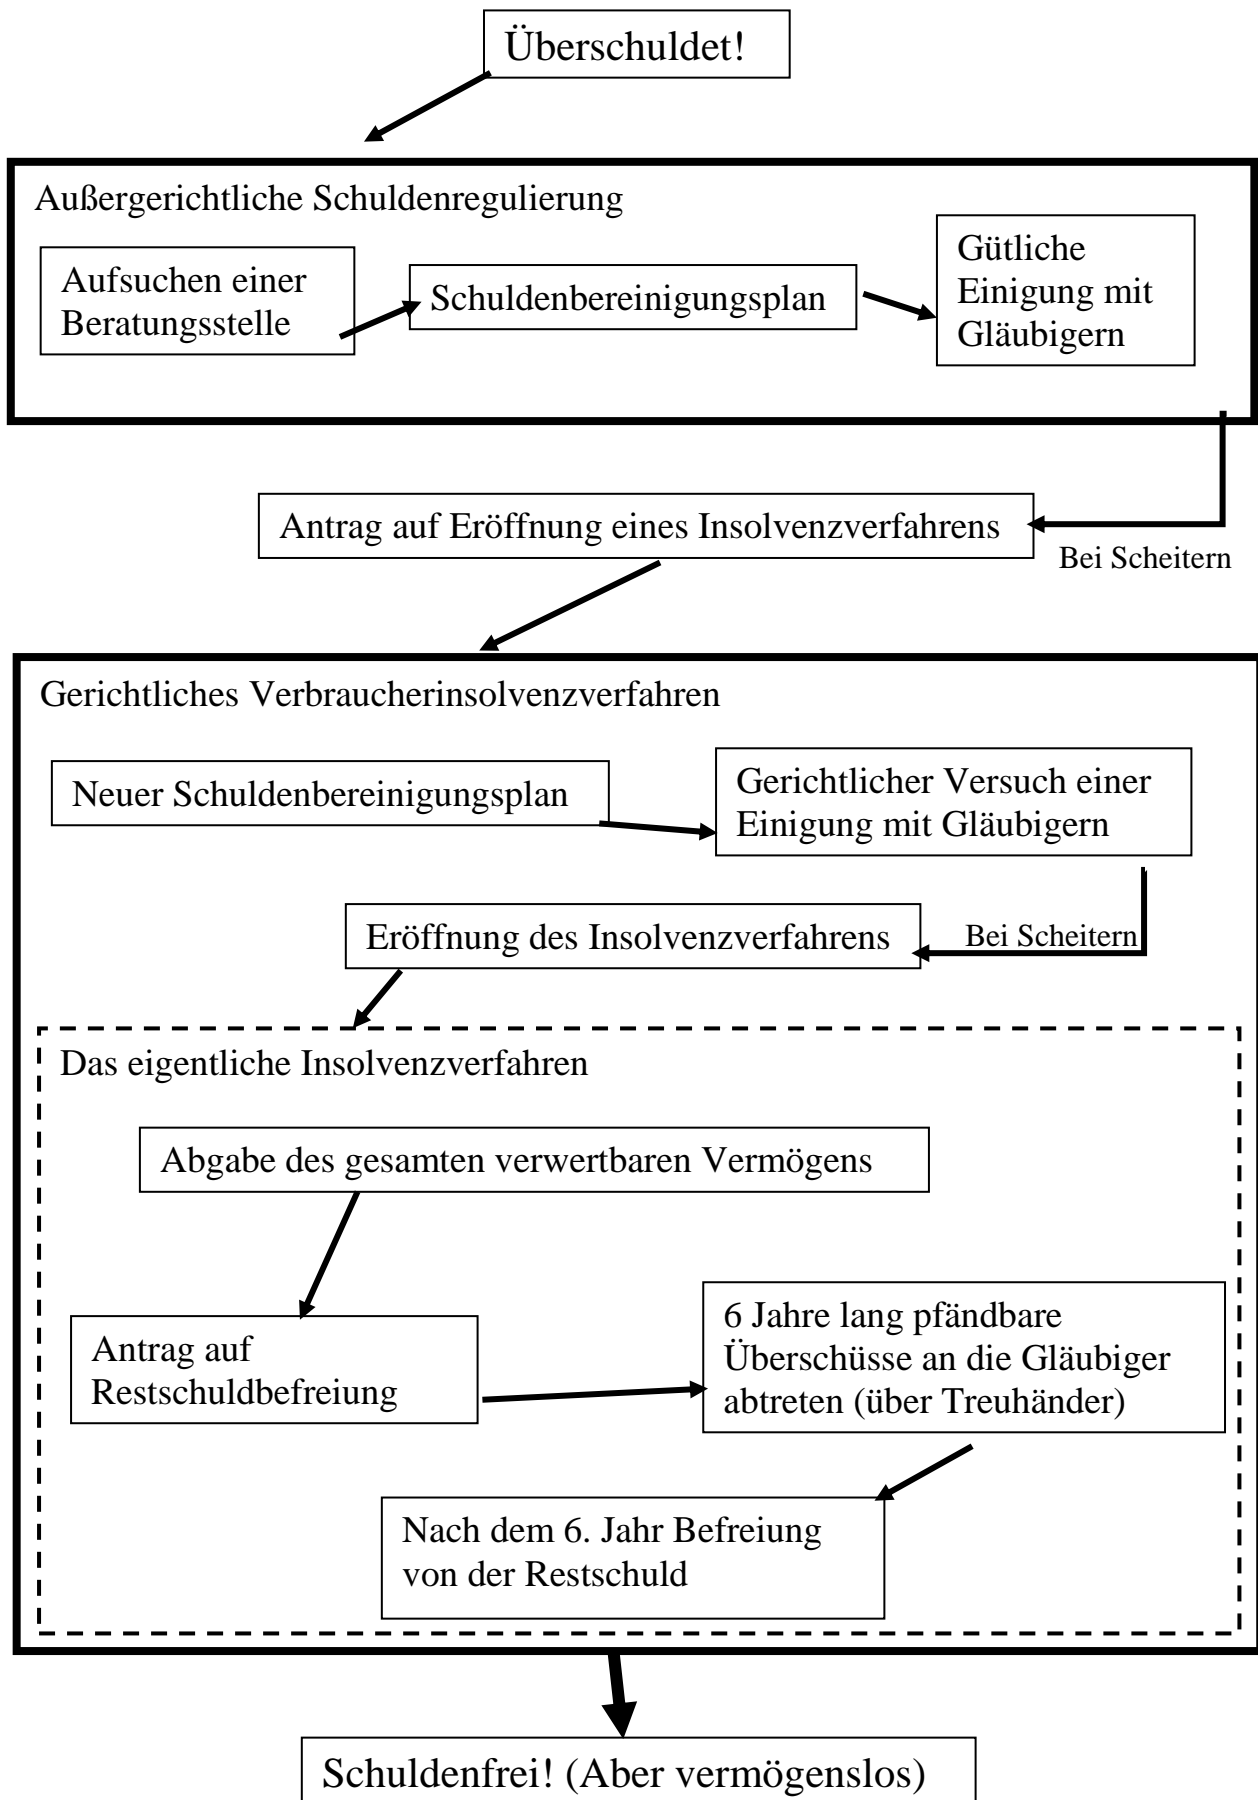 Überschuldet!
Außergerichtliche Schuldenregulierung
Aufsuchen einer
Beratungsstelle
Schuldenbereinigungsplan
Gütliche
Einigung mit
Gläubigern
Antrag auf Eröffnung eines Insolvenzverfahrens
Bei Scheitern
Gerichtliches Verbraucherinsolvenzverfahren
Neuer Schuldenbereinigungsplan
Gerichtlicher Versuch einer
Einigung mit Gläubigern
Eröffnung des Insolvenzverfahrens
Bei Scheitern
Das eigentliche Insolvenzverfahren
Abgabe des gesamten verwertbaren Vermögens
Antrag auf
Restschuldbefreiung
6 Jahre lang pfändbare
Überschüsse an die Gläubiger
abtreten (über Treuhänder)
Nach dem 6. Jahr Befreiung
von der Restschuld
Schuldenfrei! (Aber vermögenslos)